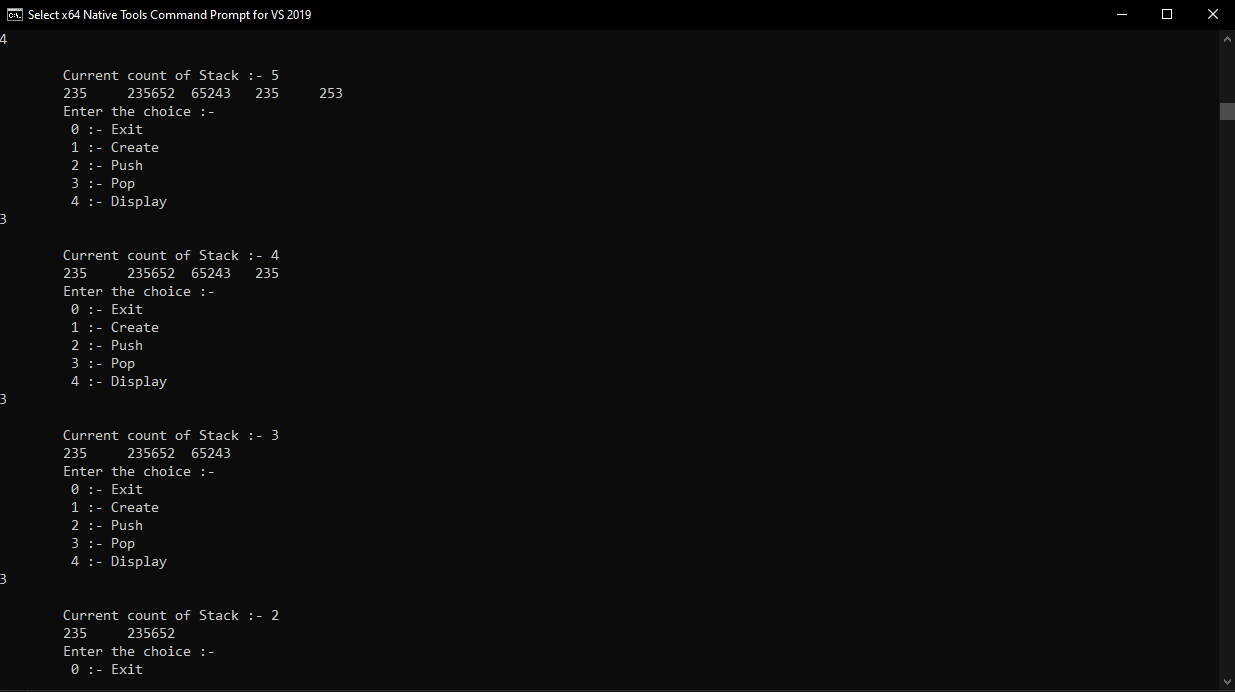 Select x64 Native Tools Command Prompt for VS 2019
4
Current count of Stack :- 5
235     235652  65243   235     253
Enter the choice :-
 0 :- Exit
 1 :- Create
 2 :- Push
 3 :- Pop
 4 :- Display
3
Current count of Stack :- 4
235     235652  65243   235
Enter the choice :-
 0 :- Exit
 1 :- Create
 2 :- Push
 3 :- Pop
 4 :- Display
3
Current count of Stack :- 3
235     235652  65243
Enter the choice :-
 0 :- Exit
 1 :- Create
 2 :- Push
 3 :- Pop
 4 :- Display
3
Current count of Stack :- 2
235     235652
Enter the choice :-
 0 :- Exit